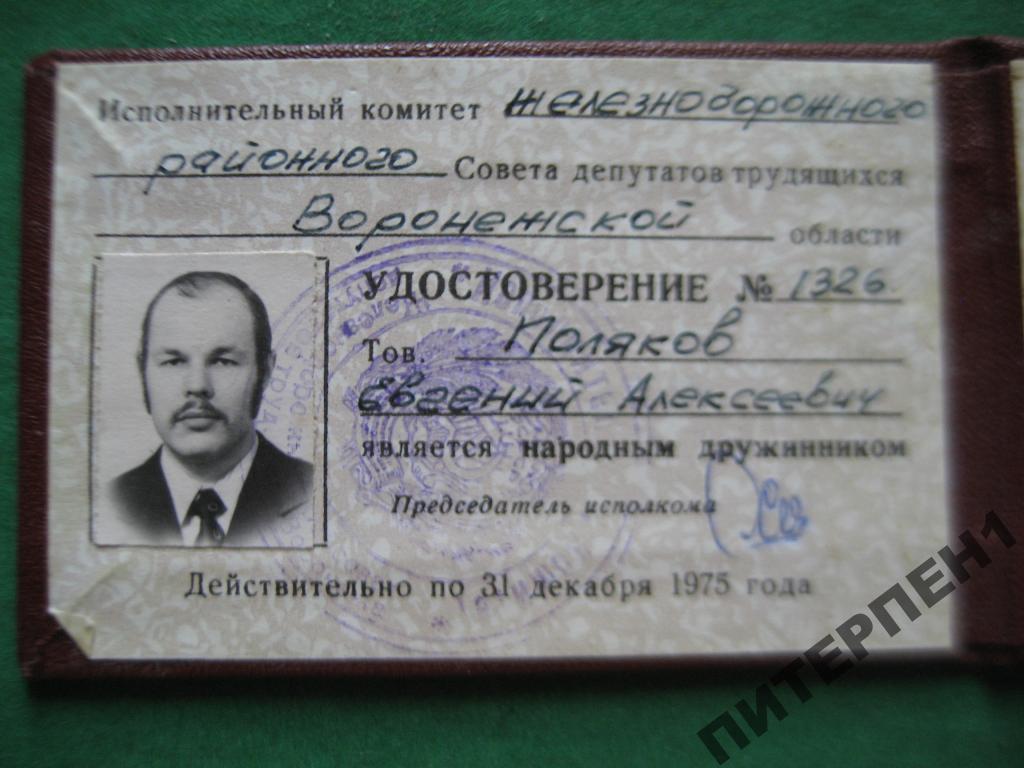 Исполнительный комитет Железнодорожного
районного Совета депутатов трудящихся
Воронежской области
УДОСТОВЕРЕНИЕ № 1326
Тов. Поляков
Евгений Алексеевич
является народным дружинником
Председатель исполкома
Действительно по 31 декабря 1975 года
ПИТЕРПЕН1